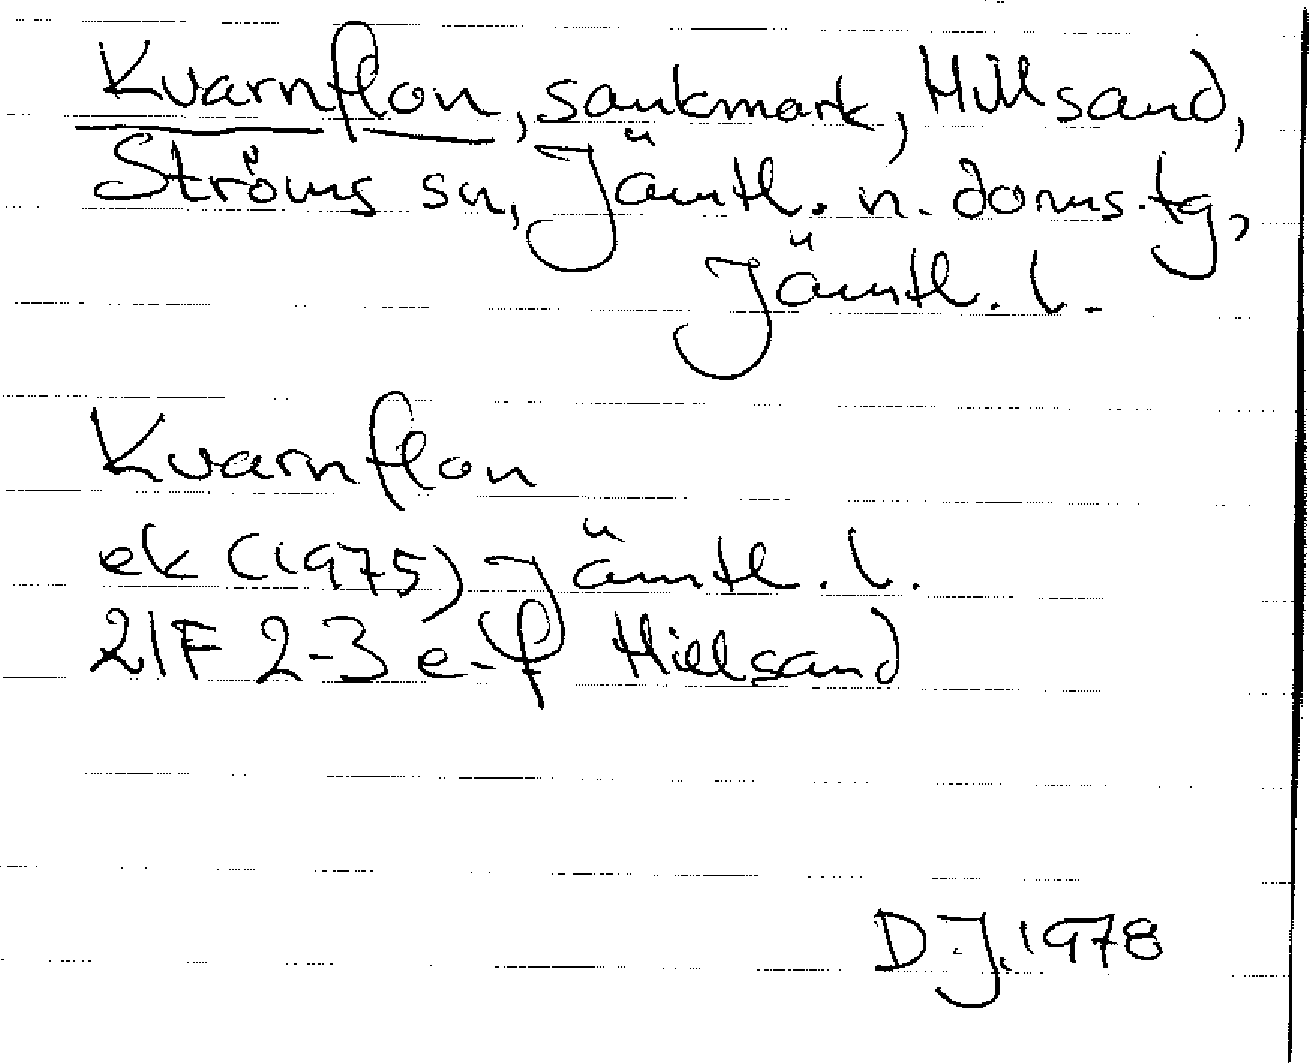 Kvarnflon, sankmark, Hillsand,
Ströms sn, Jämtl. n. doms. tg,
Jämtl. l.
Kvarnflon
ek (1975) Jämtl. l.
21F 2-3 e-f Hillsand
D.J. 1978